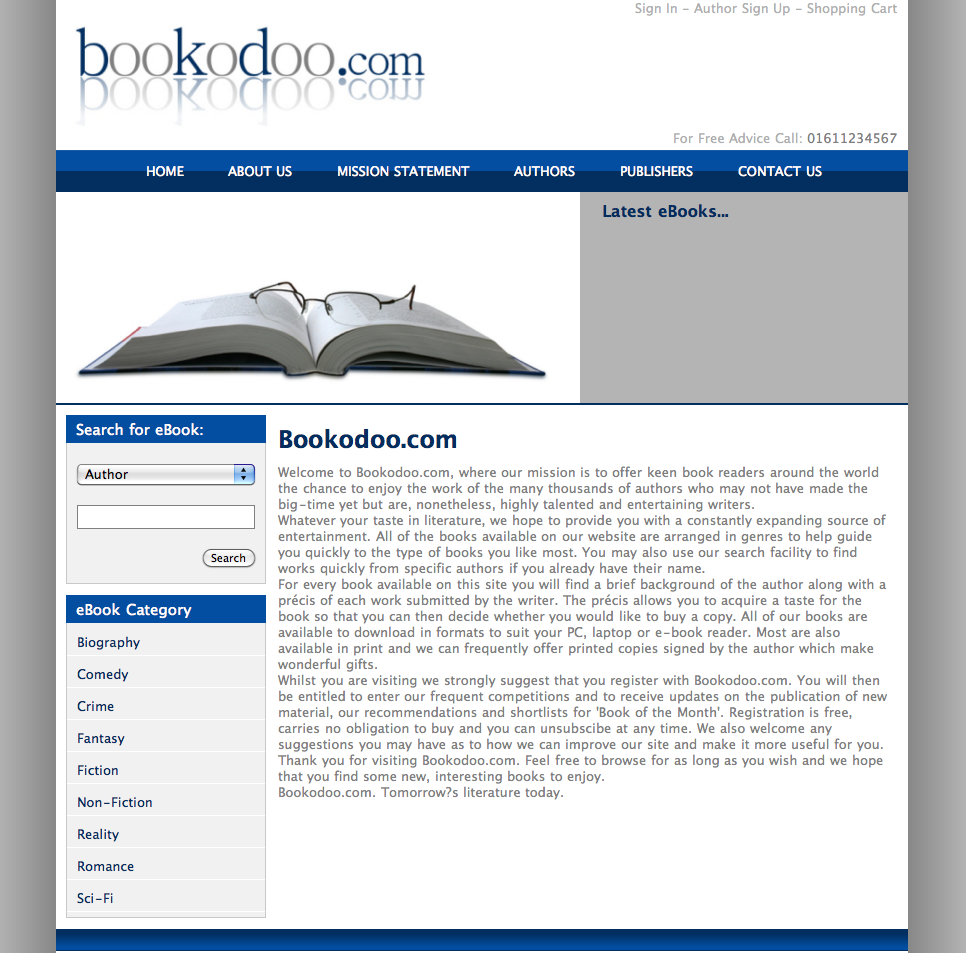 Sign In - Author Sign Up - Shopping Cart
bookodoo.com
For Free Advice Call: 01611234567
HOME ABOUT US MISSION STATEMENT AUTHORS PUBLISHERS CONTACT US
Latest eBooks...
Search for eBook:
Author
Search
eBook Category
Biography
Comedy
Crime
Fantasy
Fiction
Non-Fiction
Reality
Romance
Sci-Fi
Bookodoo.com
Welcome to Bookodoo.com, where our mission is to offer keen book readers around the world
the chance to enjoy the work of the many thousands of authors who may not have made the
big-time yet but are, nonetheless, highly talented and entertaining writers.
Whatever your taste in literature, we hope to provide you with a constantly expanding source of
entertainment. All of the books available on our website are arranged in genres to help guide
you quickly to the type of books you like most. You may also use our search facility to find
works quickly from specific authors if you already have their name.
For every book available on this site you will find a brief background of the author along with a
précis of each work submitted by the writer. The précis allows you to acquire a taste for the
book so that you can then decide whether you would like to buy a copy. All of our books are
available to download in formats to suit your PC, laptop or e-book reader. Most are also
available in print and we can frequently offer printed copies signed by the author which make
wonderful gifts.
Whilst you are visiting we strongly suggest that you register with Bookodoo.com. You will then
be entitled to enter our frequent competitions and to receive updates on the publication of new
material, our recommendations and shortlists for 'Book of the Month'. Registration is free,
carries no obligation to buy and you can unsubscibe at any time. We also welcome any
suggestions you may have as to how we can improve our site and make it more useful for you.
Thank you for visiting Bookodoo.com. Feel free to browse for as long as you wish and we hope
that you find some new, interesting books to enjoy.
Bookodoo.com. Tomorrow?s literature today.